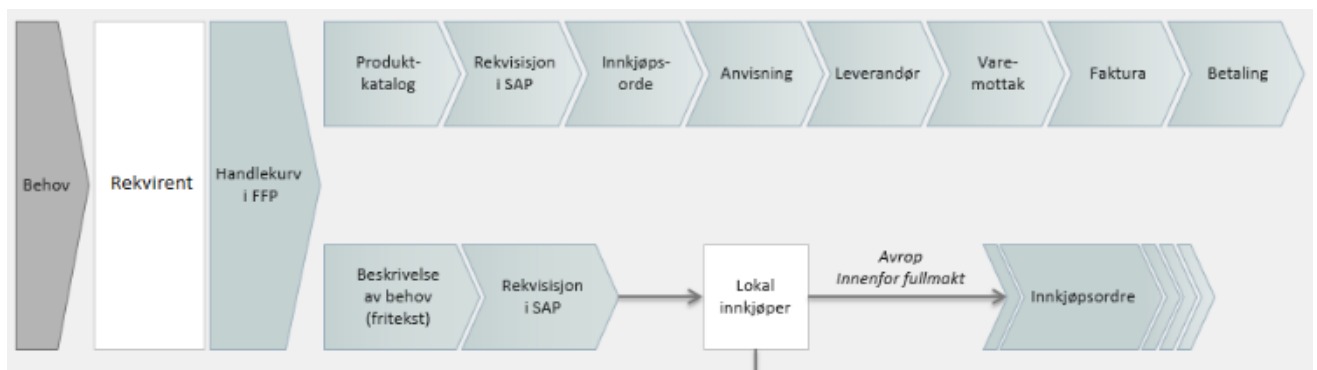 Behov
Rekvirent
Handlekurv
i FFP
Produkt-
katalog
Rekvisisjon
i SAP
Innkjøps-
orde
Anvisning
Leverandør
Vare-
mottak
Faktura
Betaling
Beskrivelse
av behov
(fritekst)
Rekvisisjon
i SAP
Lokal
innkjøper
Avrop
Innenfor fullmakt
Innkjøpsordre